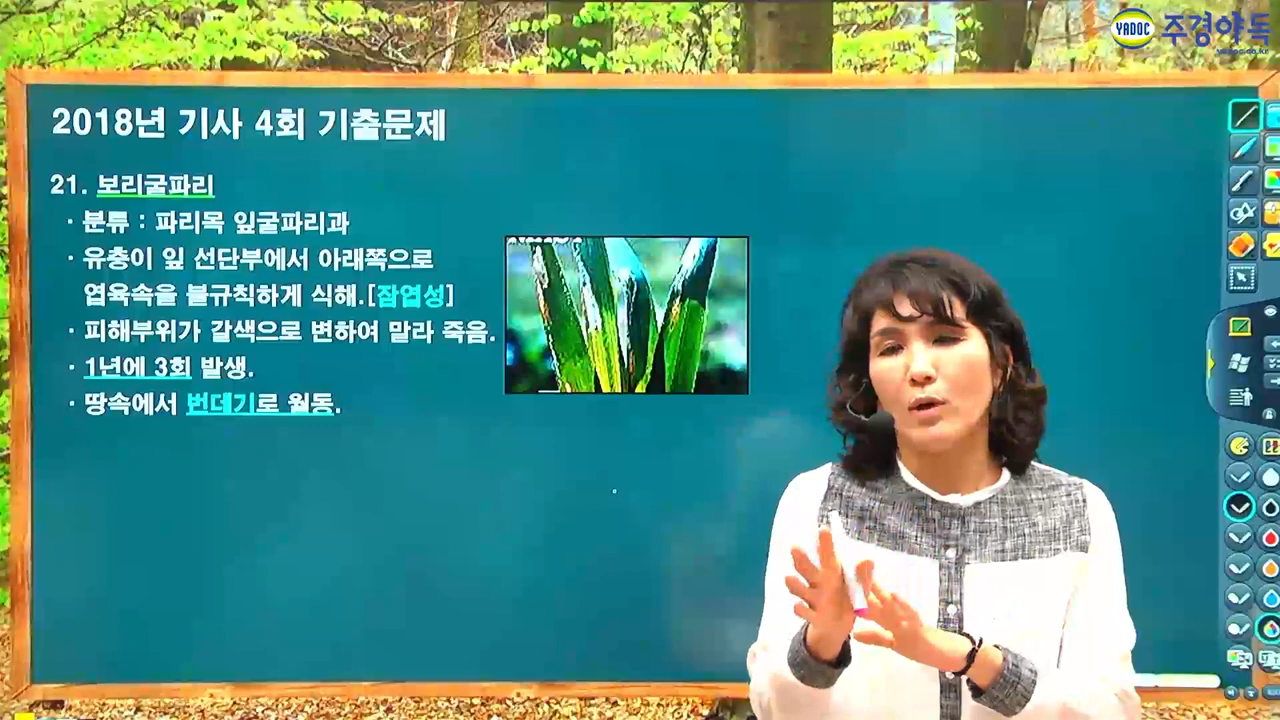 YADOC 주경야독
yadoc.co.kr
2018년 기사 4회 기출문제
21. 보리굴파리
· 분류 : 파리목 잎굴파리과
· 유충이 잎 선단부에서 아래쪽으로
엽육속을 불규칙하게 식해.[잠엽성]
· 피해부위가 갈색으로 변하여 말라 죽음.
· 1년에 3회 발생.
· 땅속에서 번데기로 월동.